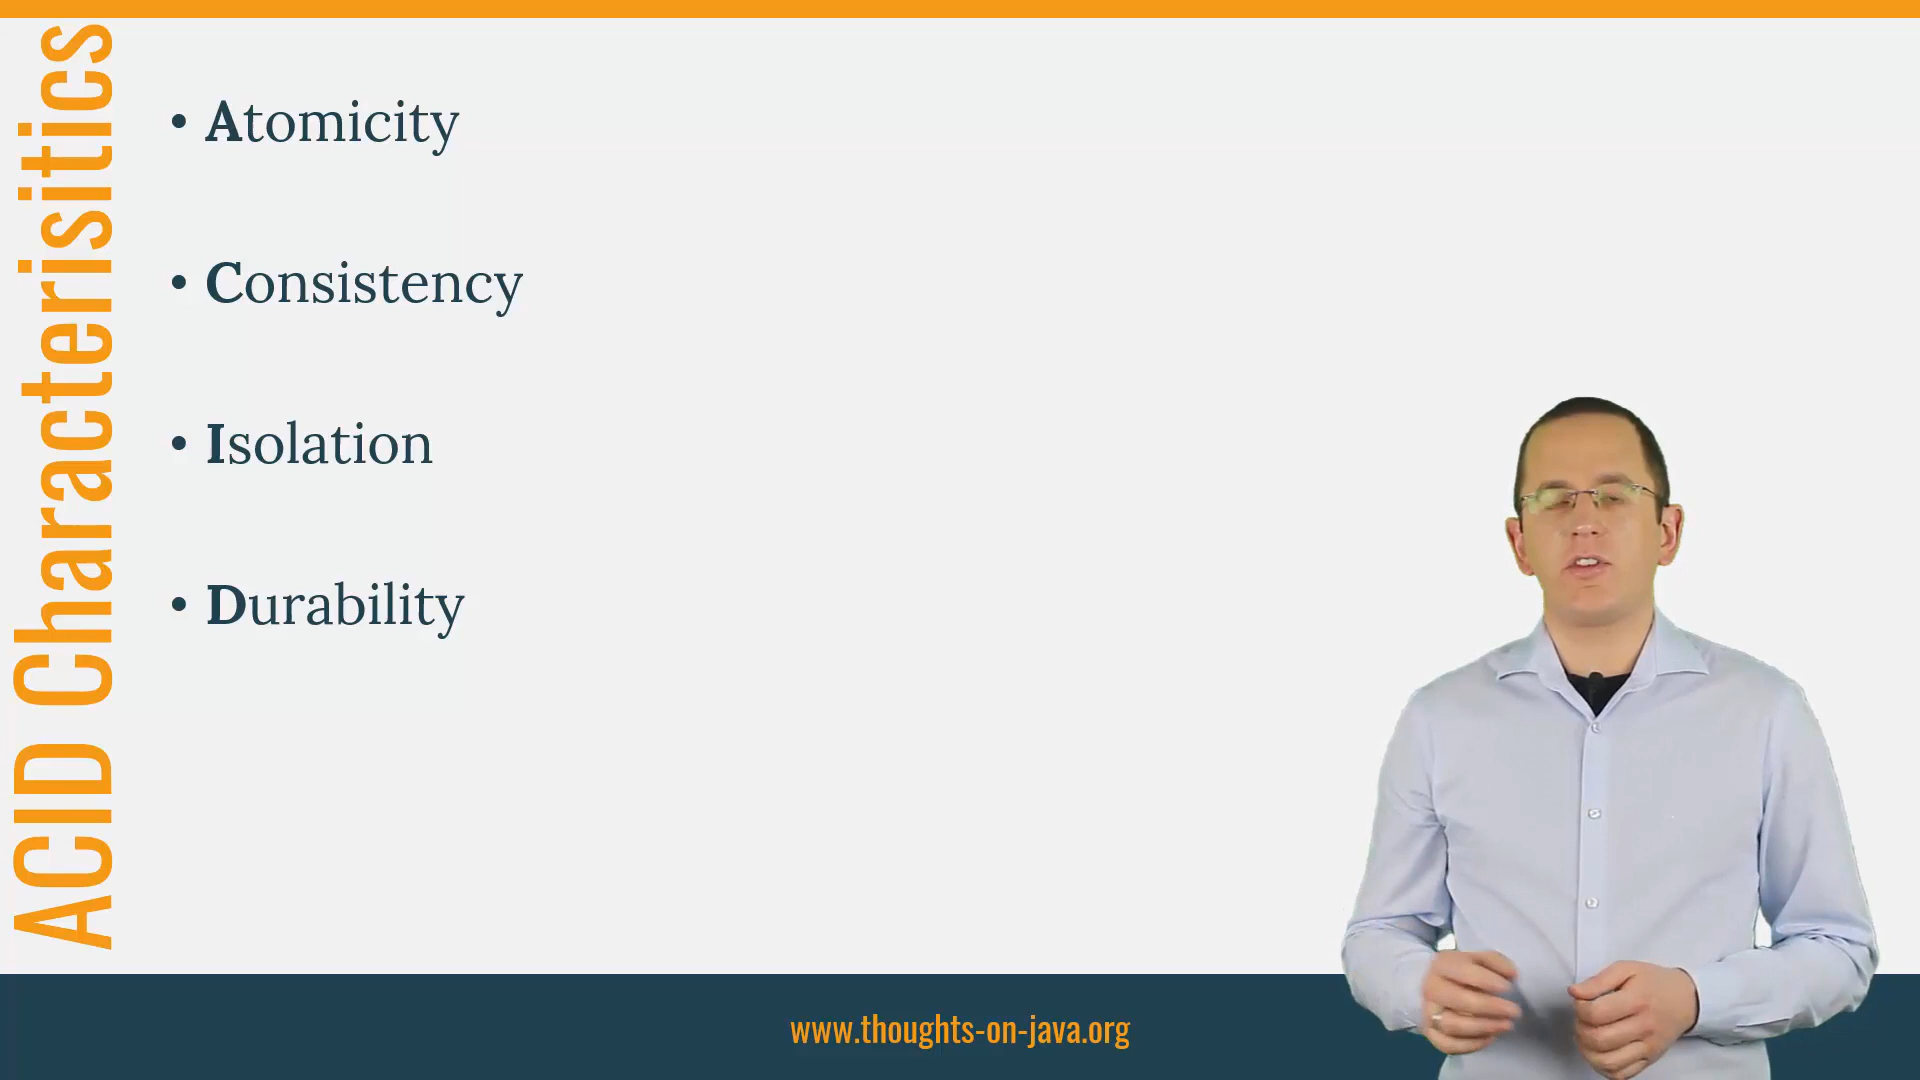 ACID Characterisitics
• Atomicity
• Consistency
• Isolation
• Durability
www.thoughts-on-java.org